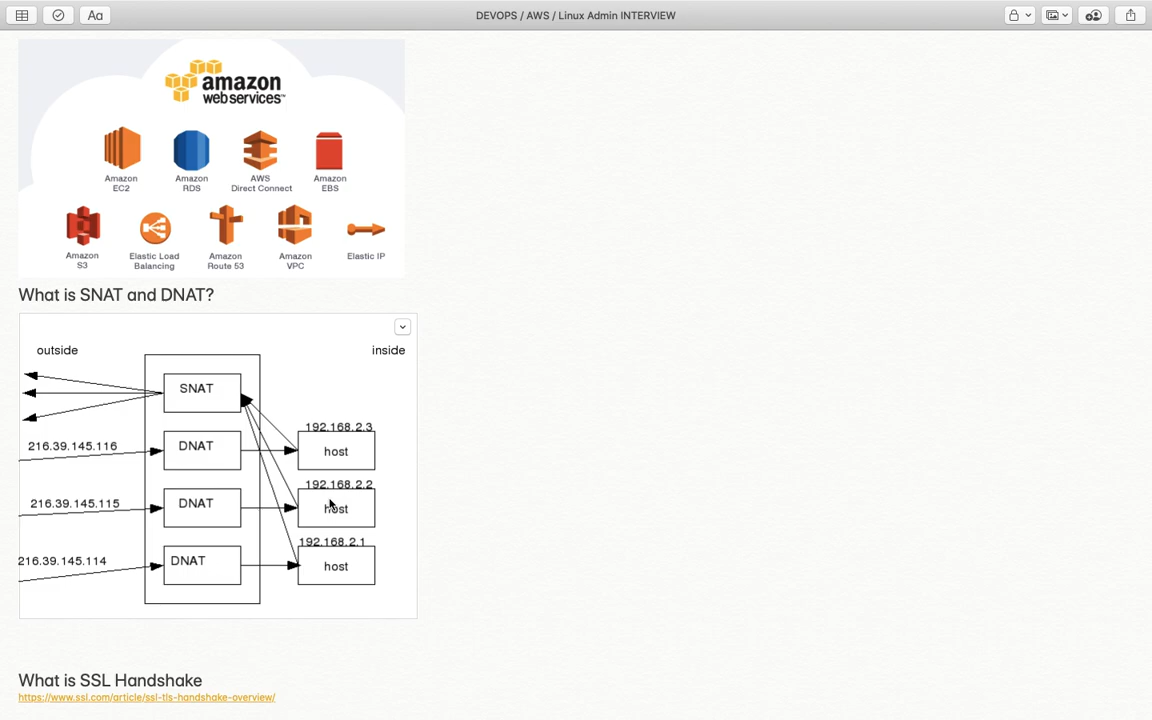 Aa
DEVOPS / AWS / Linux Admin INTERVIEW
amazon
web services™
Amazon EC2
Amazon RDS
AWS Direct Connect
Amazon EBS
Amazon S3
Elastic Load Balancing
Amazon Route 53
Amazon VPC
Elastic IP
What is SNAT and DNAT?
outside
inside
SNAT
192.168.2.3
216.39.145.116
DNAT
host
192.168.2.2
216.39.145.115
DNAT
host
192.168.2.1
216.39.145.114
DNAT
host
What is SSL Handshake
https://www.ssl.com/article/ssl-tls-handshake-overview/